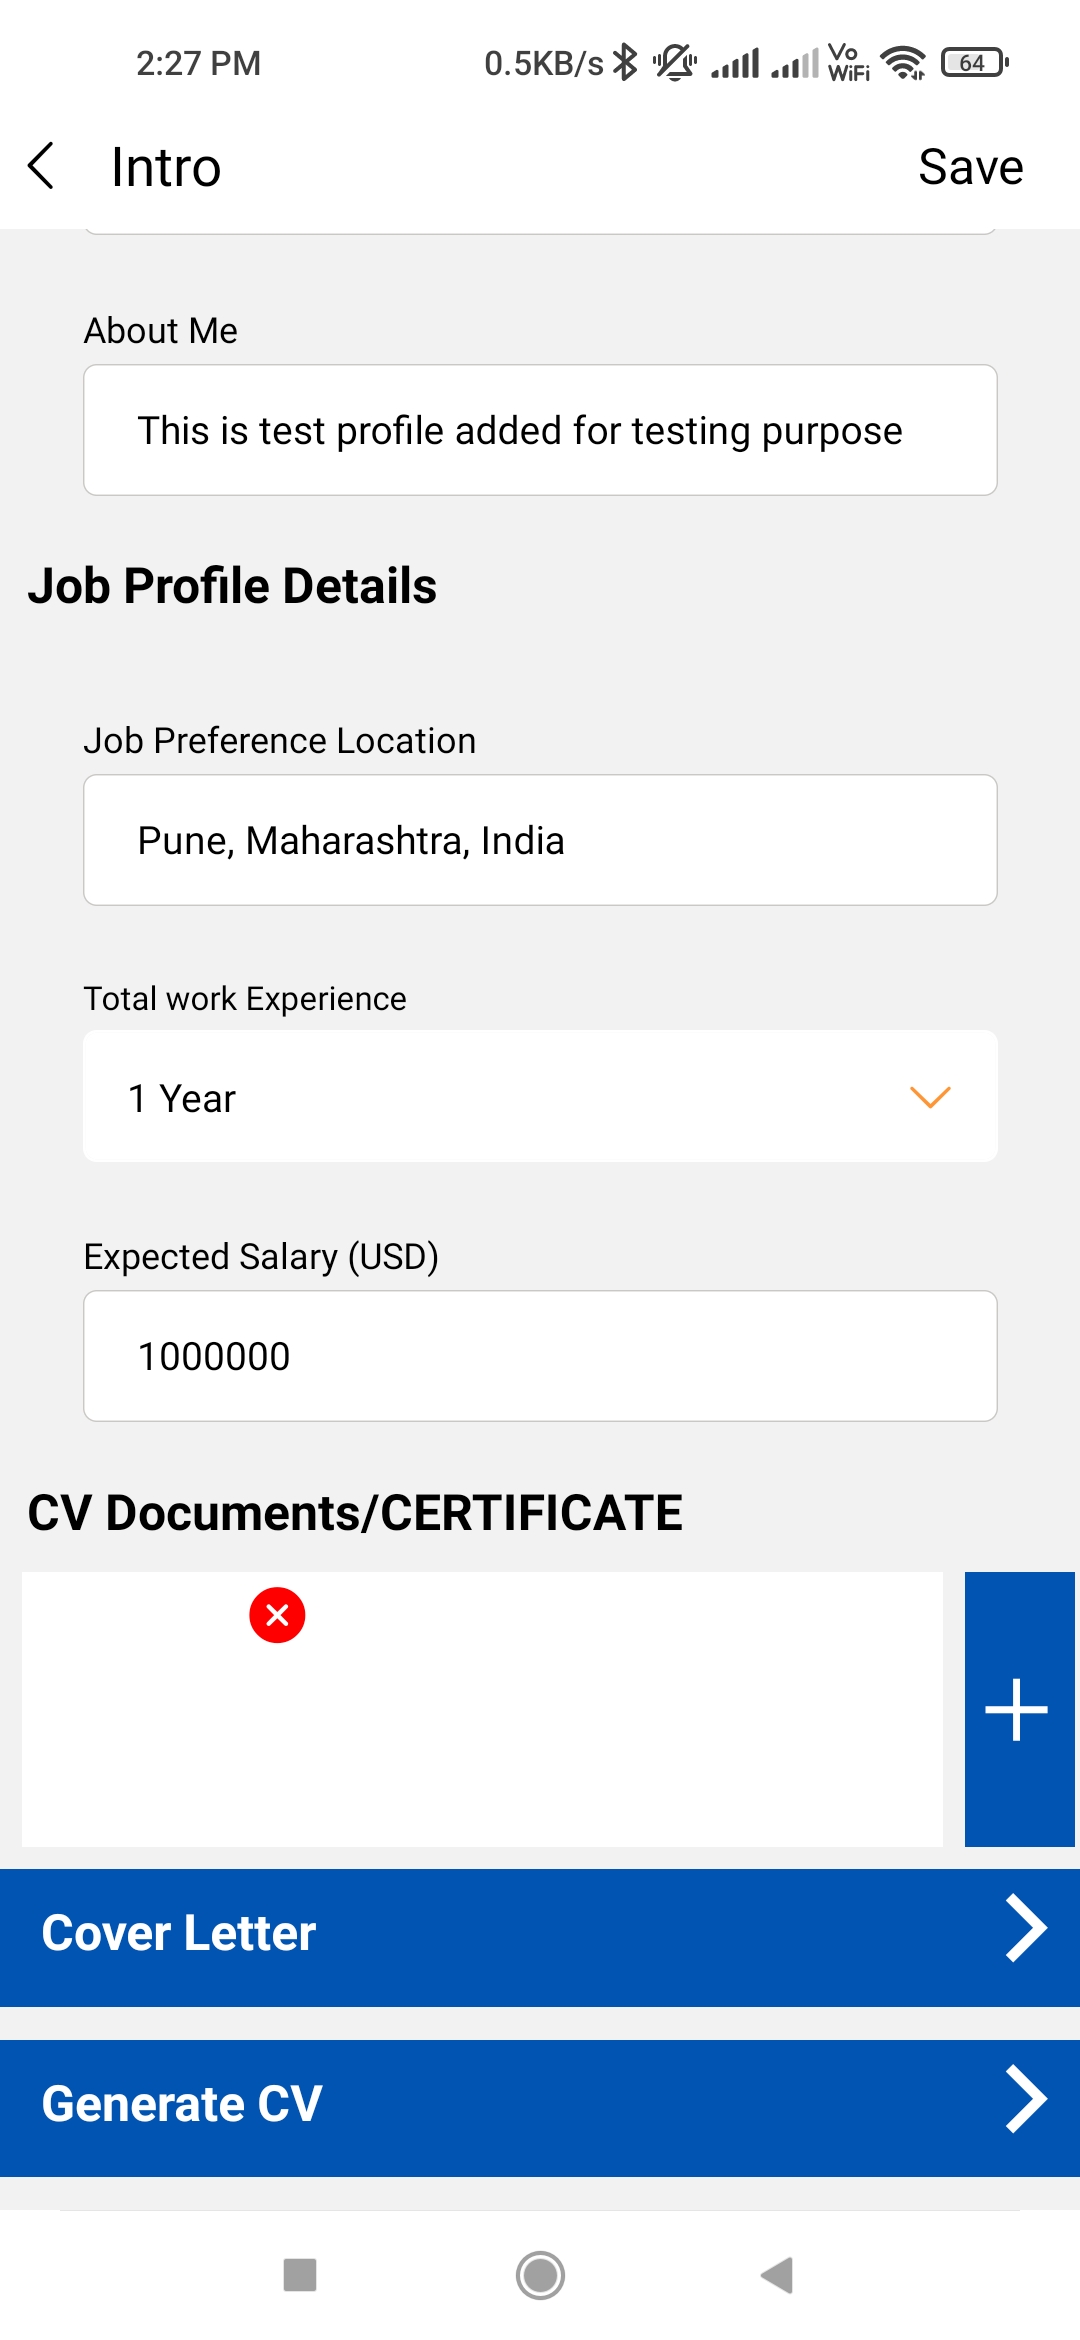 2:27 PM 0.5KB/s Vo WiFi 64
Intro Save
About Me
This is test profile added for testing purpose
Job Profile Details
Job Preference Location
Pune, Maharashtra, India
Total work Experience
1 Year
Expected Salary (USD)
1000000
CV Documents/CERTIFICATE
Cover Letter
Generate CV